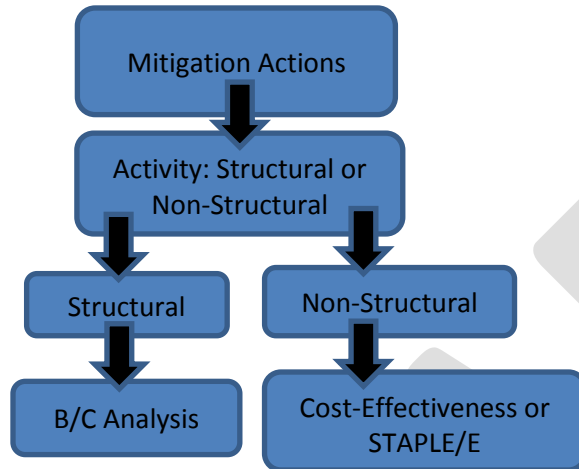 Mitigation Actions
Activity: Structural or
Non-Structural
Structural
Non-Structural
B/C Analysis
Cost-Effectiveness or
STAPLE/E